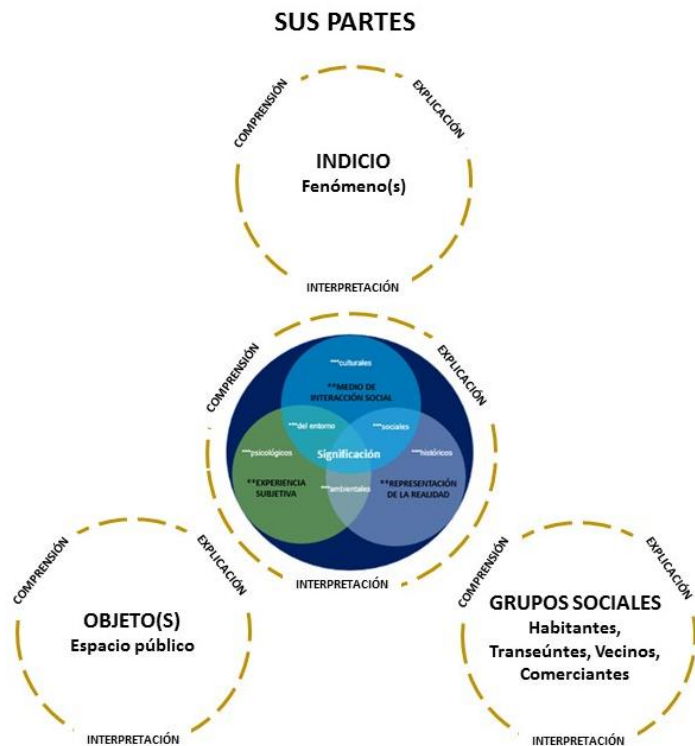 SUS PARTES
COMPRENSIÓN
EXPLICACIÓN
INDICIO
Fenómeno(s)
INTERPRETACIÓN
COMPRENSIÓN
EXPLICACIÓN
***culturales
**MEDIO DE
INTERACCIÓN SOCIAL
***del entorno
***sociales
***psicológicos
Significación
***históricos
**EXPERIENCIA
SUBJETIVA
***ambientales
**REPRESENTACIÓN
DE LA REALIDAD
INTERPRETACIÓN
COMPRENSIÓN
EXPLICACIÓN
OBJETO(S)
Espacio público
INTERPRETACIÓN
COMPRENSIÓN
EXPLICACIÓN
GRUPOS SOCIALES
Habitantes,
Transeúntes, Vecinos,
Comerciantes
INTERPRETACIÓN